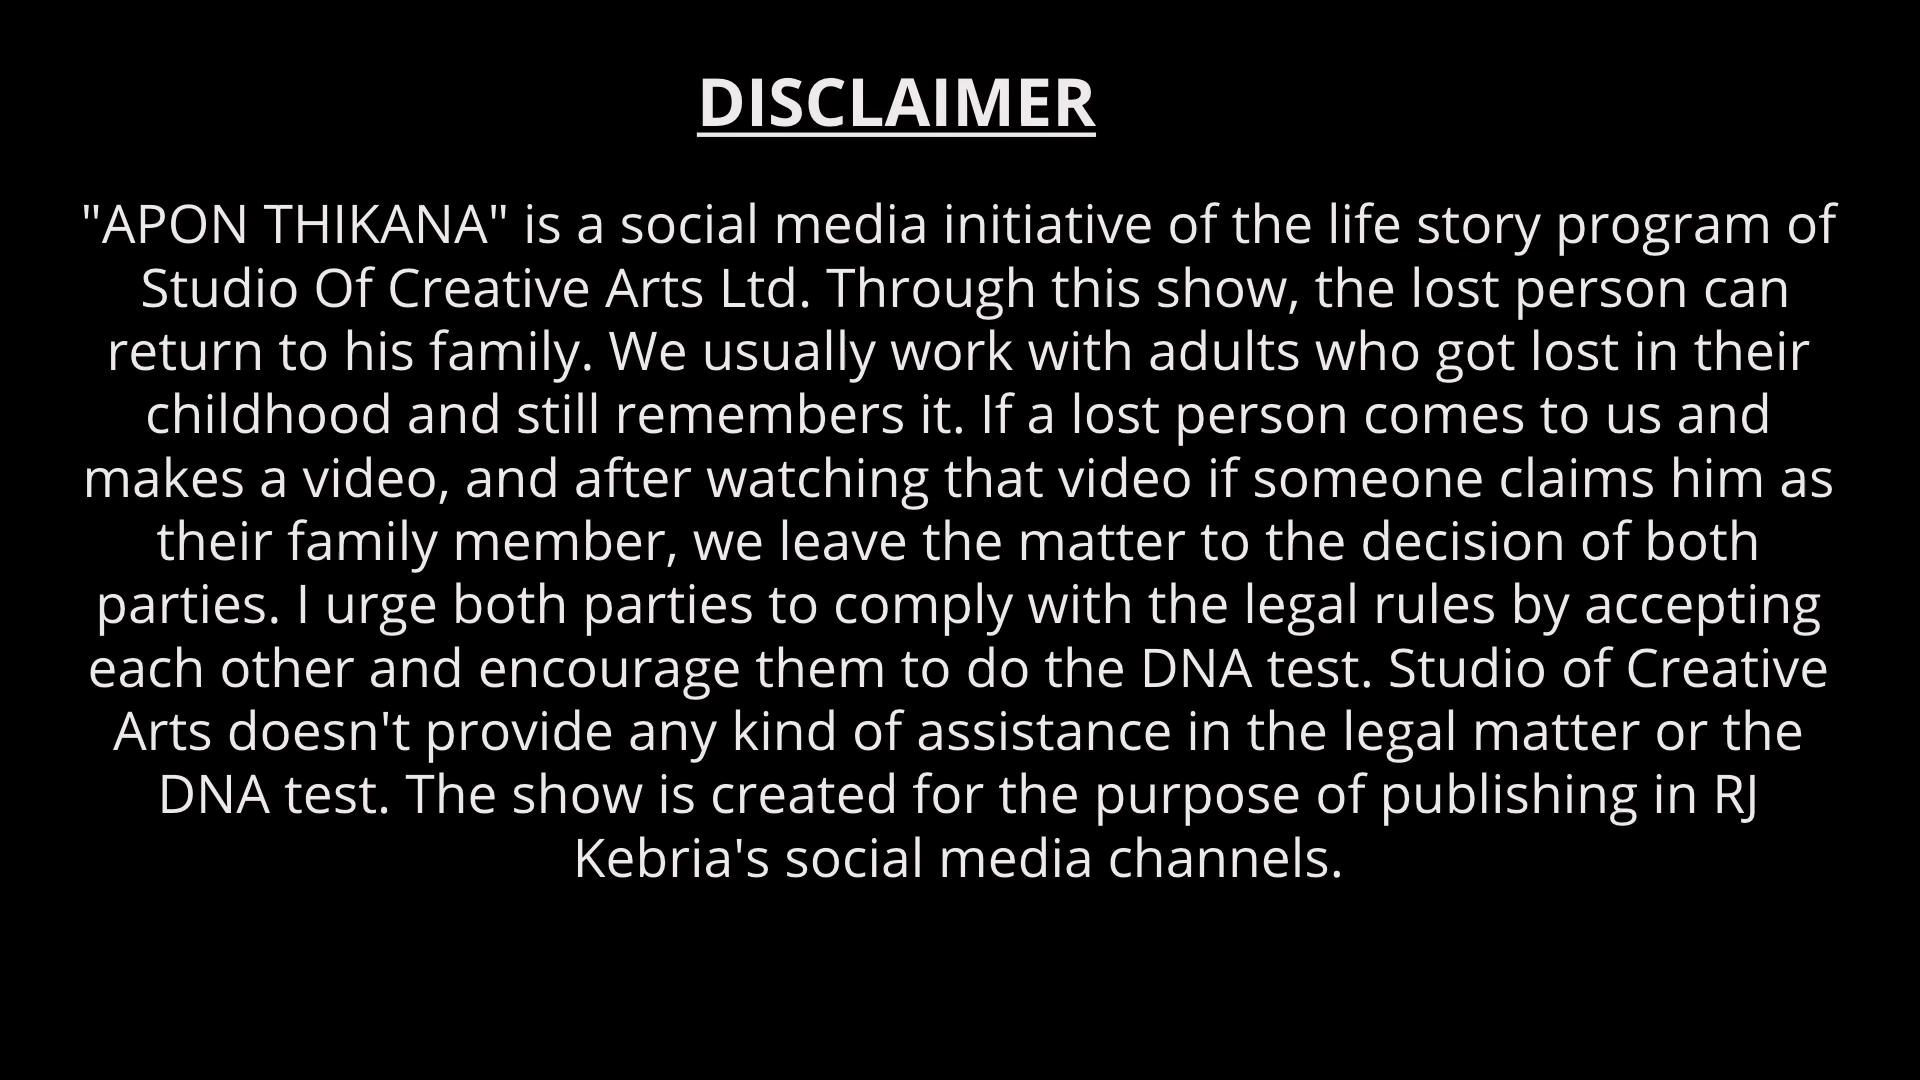 DISCLAIMER
"APON THIKANA" is a social media initiative of the life story program of
Studio Of Creative Arts Ltd. Through this show, the lost person can
return to his family. We usually work with adults who got lost in their
childhood and still remembers it. If a lost person comes to us and
makes a video, and after watching that video if someone claims him as
their family member, we leave the matter to the decision of both
parties. I urge both parties to comply with the legal rules by accepting
each other and encourage them to do the DNA test. Studio of Creative
Arts doesn't provide any kind of assistance in the legal matter or the
DNA test. The show is created for the purpose of publishing in RJ
Kebria's social media channels.